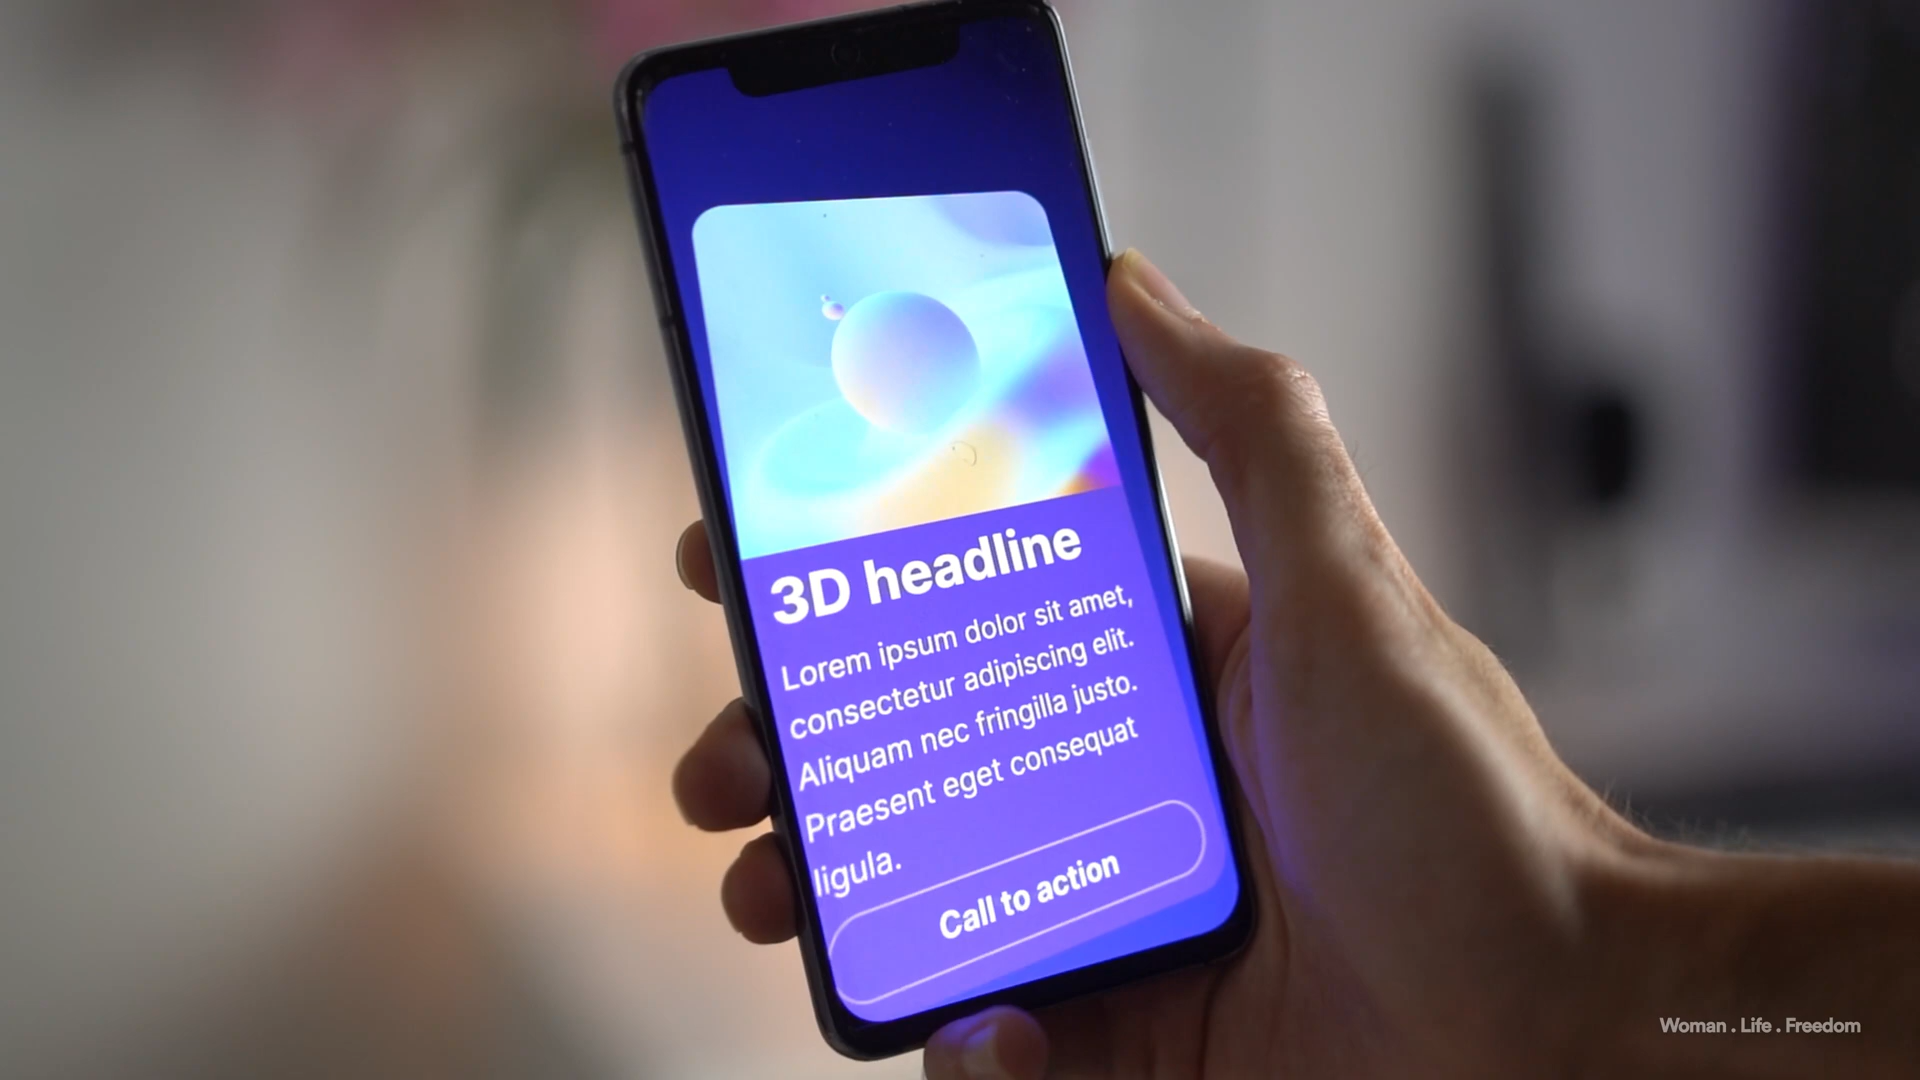 3D headline
Lorem ipsum dolor sit amet,
consectetur adipiscing elit.
Aliquam nec fringilla justo.
Praesent eget consequat
ligula.
Call to action
Woman . Life . Freedom